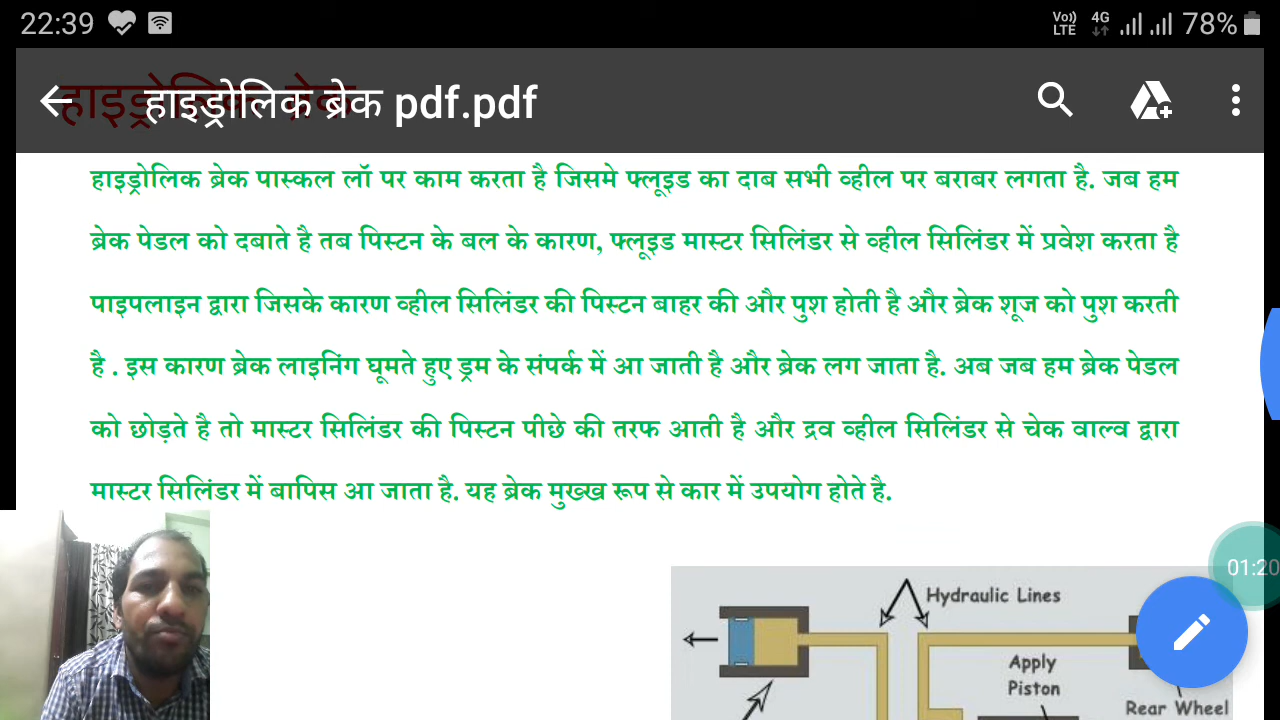 22:39
Vo)) LTE 4G 78%
हाइड्रोलिक ब्रेक pdf.pdf
हाइड्रोलिक ब्रेक पास्कल लॉ पर काम करता है जिसमे फ्लूइड का दाब सभी व्हील पर बराबर लगता है. जब हम
ब्रेक पेडल को दबाते है तब पिस्टन के बल के कारण, फ्लूइड मास्टर सिलिंडर से व्हील सिलिंडर में प्रवेश करता है
पाइपलाइन द्वारा जिसके कारण व्हील सिलिंडर की पिस्टन बाहर की और पुश होती है और ब्रेक शूज को पुश करती
है . इस कारण ब्रेक लाइनिंग घूमते हुए ड्रम के संपर्क में आ जाती है और ब्रेक लग जाता है. अब जब हम ब्रेक पेडल
को छोड़ते है तो मास्टर सिलिंडर की पिस्टन पीछे की तरफ आती है और द्रव व्हील सिलिंडर से चेक वाल्व द्वारा
मास्टर सिलिंडर में बापिस आ जाता है. यह ब्रेक मुख्ख रूप से कार में उपयोग होते है.
01:20
Hydraulic Lines
Apply
Piston
Rear Wheel